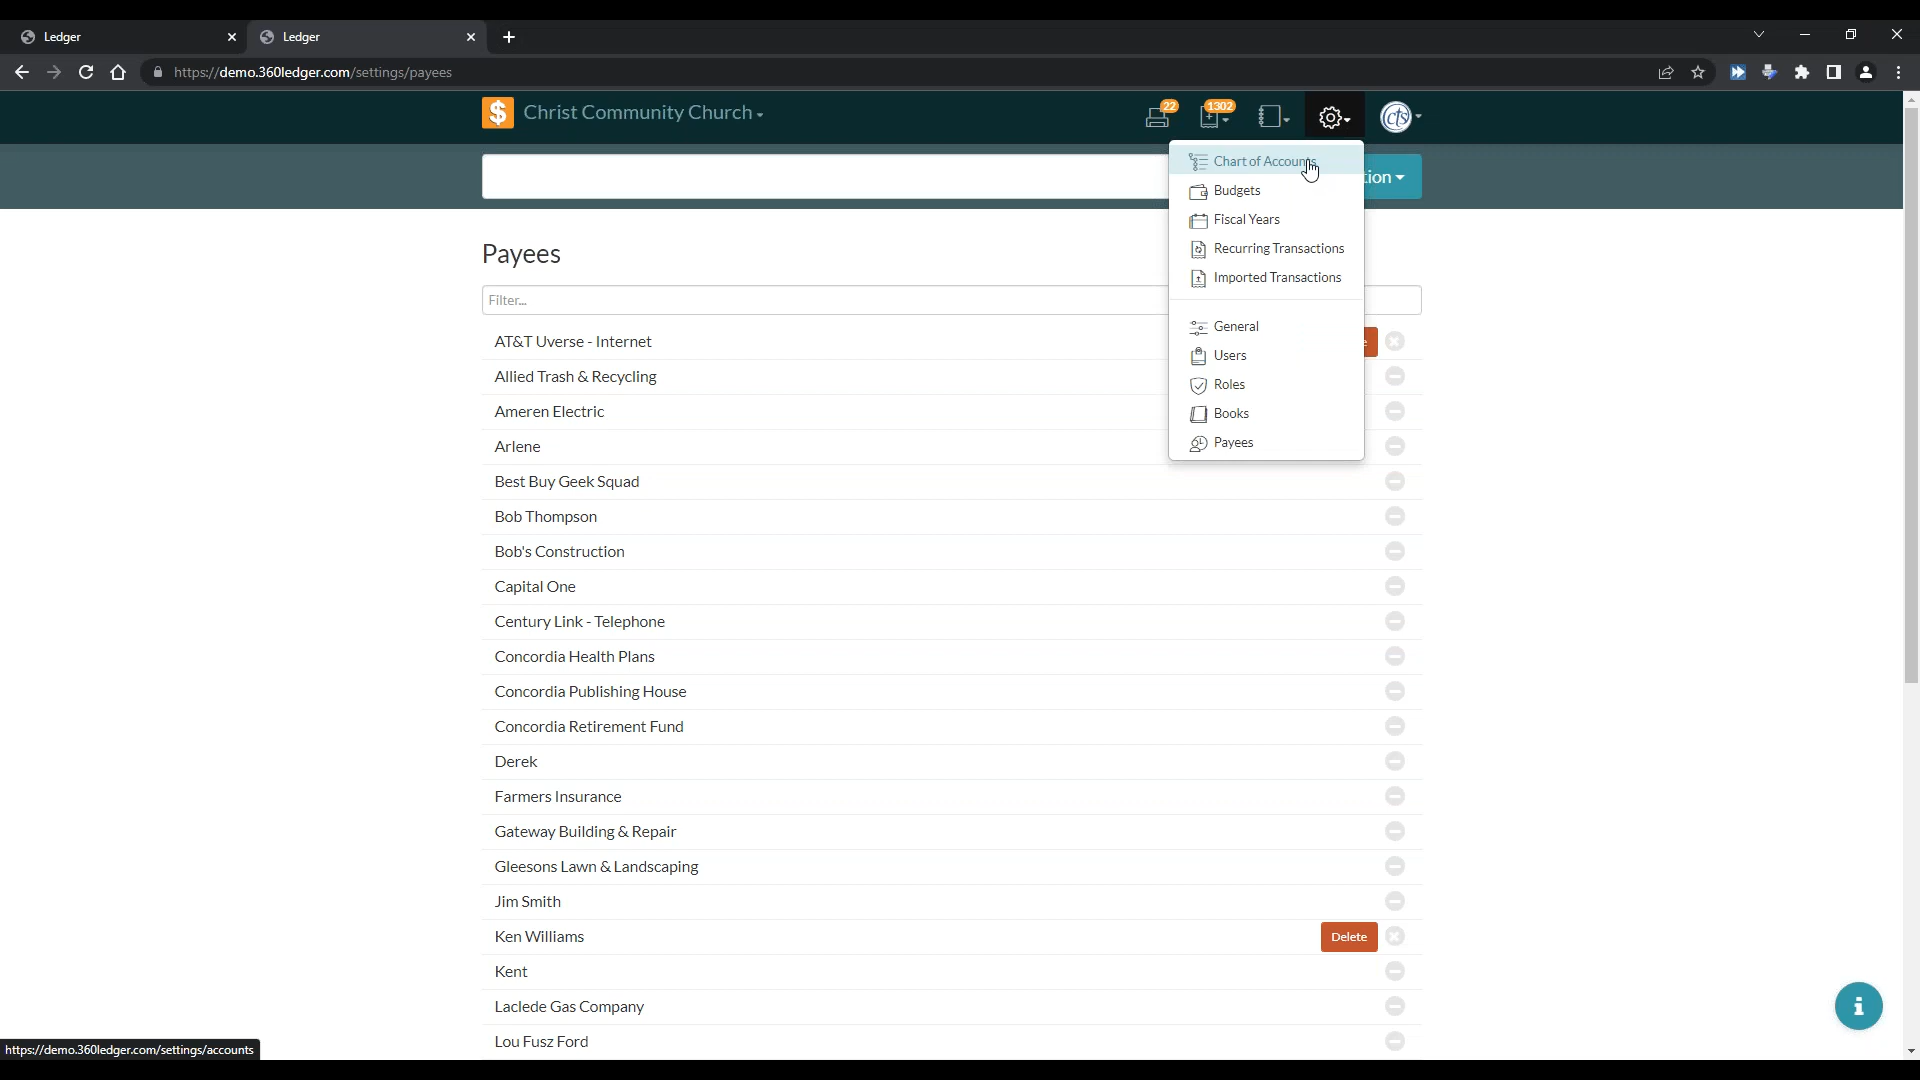 Ledger
Ledger
https://demo.360ledger.com/settings/payees
Christ Community Church
22
1302
cts
Chart of Accounts
Budgets
Fiscal Years
Recurring Transactions
Imported Transactions
General
Users
Roles
Books
Payees
Payees
Filter...
AT&T Uverse - Internet
Allied Trash & Recycling
Ameren Electric
Arlene
Best Buy Geek Squad
Bob Thompson
Bob's Construction
Capital One
Century Link - Telephone
Concordia Health Plans
Concordia Publishing House
Concordia Retirement Fund
Derek
Farmers Insurance
Gateway Building & Repair
Gleesons Lawn & Landscaping
Jim Smith
Ken Williams
Delete
Kent
Laclede Gas Company
Lou Fusz Ford
https://demo.360ledger.com/settings/accounts